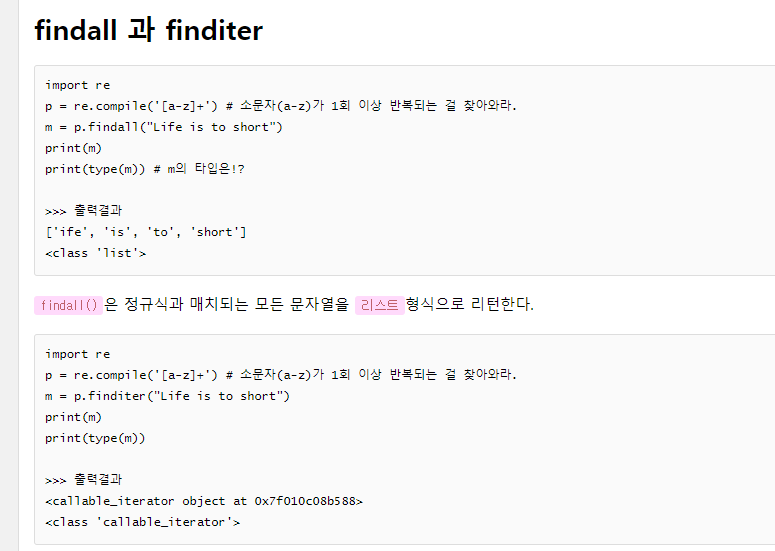 findall 과 finditer
import re
p = re.compile('[a-z]+') # 소문자(a-z)가 1회 이상 반복되는 걸 찾아와라.
m = p.findall("Life is to short")
print(m)
print(type(m)) # m의 타입은!?
>>> 출력결과
['ife', 'is', 'to', 'short']
<class 'list'>
findall()은 정규식과 매치되는 모든 문자열을 리스트형식으로 리턴한다.
import re
p = re.compile('[a-z]+') # 소문자(a-z)가 1회 이상 반복되는 걸 찾아와라.
m = p.finditer("Life is to short")
print(m)
print(type(m))
>>> 출력결과
<callable_iterator object at 0x7f010c08b588>
<class 'callable_iterator'>